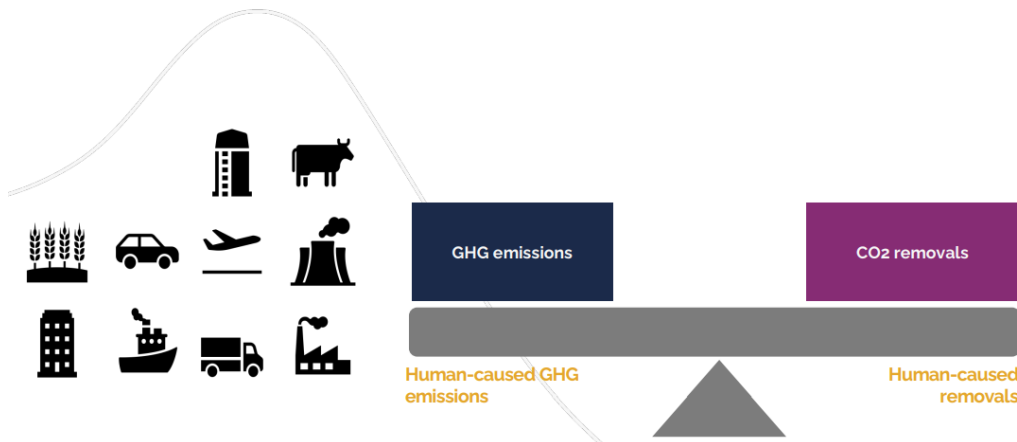 GHG emissions
CO2 removals
Human-caused GHG
emissions
Human-caused
removals